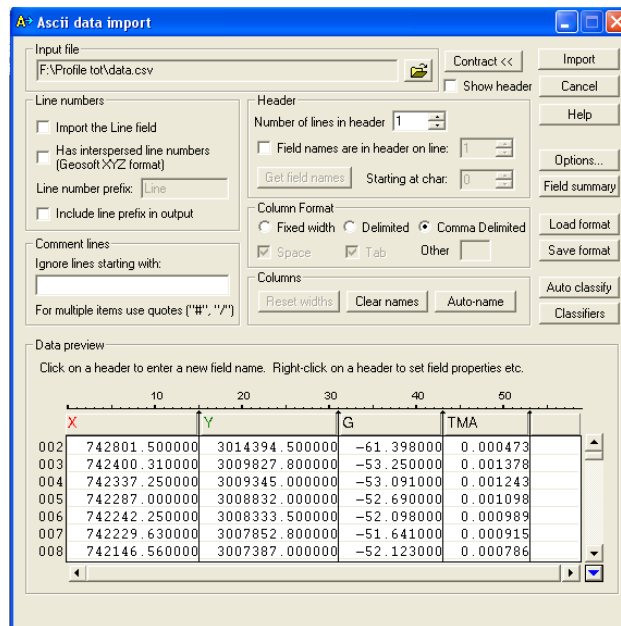 Ascii data import
Input file
F:\Profile tot\data.csv
Contract <<
Show header
Import
Cancel
Help
Options...
Field summary
Load format
Save format
Auto classify
Classifiers
Line numbers
Import the Line field
Has interspersed line numbers
(Geosoft XYZ format)
Line number prefix: Line
Include line prefix in output
Comment lines
Ignore lines starting with:
For multiple items use quotes ("#", "/")
Header
Number of lines in header 1
Field names are in header on line: 1
Get field names Starting at char: 0
Column Format
Fixed width Delimited Comma Delimited
Space Tab Other
Columns
Reset widths Clear names Auto-name
Data preview
Click on a header to enter a new field name. Right-click on a header to set field properties etc.
10 20 30 40 50
X Y G TMA
002 742801.500000 3014394.500000 -61.398000 0.000473
003 742400.310000 3009827.800000 -53.250000 0.001378
004 742337.250000 3009345.000000 -53.091000 0.001243
005 742287.000000 3008832.000000 -52.690000 0.001098
006 742242.250000 3008333.500000 -52.098000 0.000989
007 742229.630000 3007852.800000 -51.641000 0.000915
008 742146.560000 3007387.000000 -52.123000 0.000786